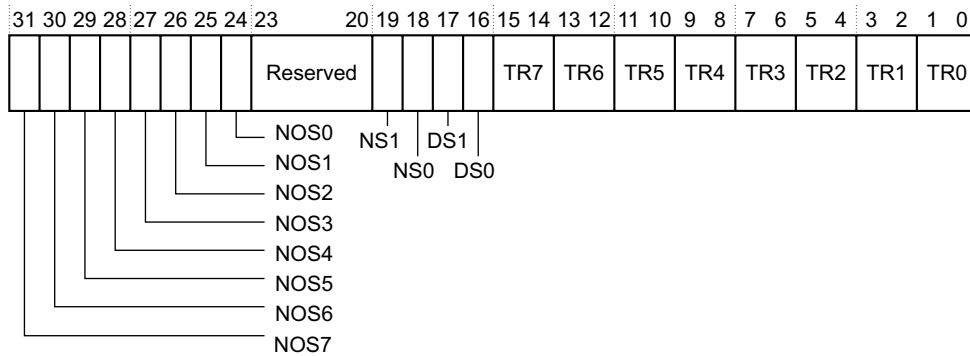 31 30 29 28 27 26 25 24 23 20 19 18 17 16 15 14 13 12 11 10 9 8 7 6 5 4 3 2 1 0
Reserved TR7 TR6 TR5 TR4 TR3 TR2 TR1 TR0
NOS0 NS1 DS1
NOS1 NS0 DS0
NOS2
NOS3
NOS4
NOS5
NOS6
NOS7